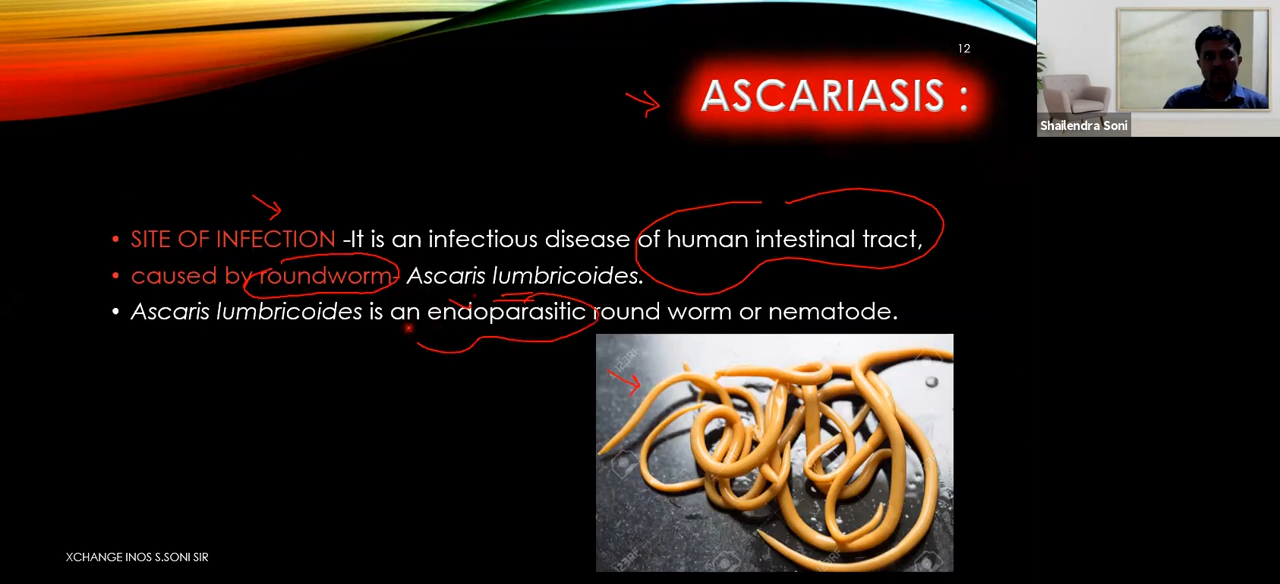 12
ASCARIASIS :
Shailendra Soni
• SITE OF INFECTION -It is an infectious disease of human intestinal tract,
• caused by roundworm- Ascaris lumbricoides.
• Ascaris lumbricoides is an endoparasitic round worm or nematode.
123RF
XCHANGE INOS S.SONI SIR